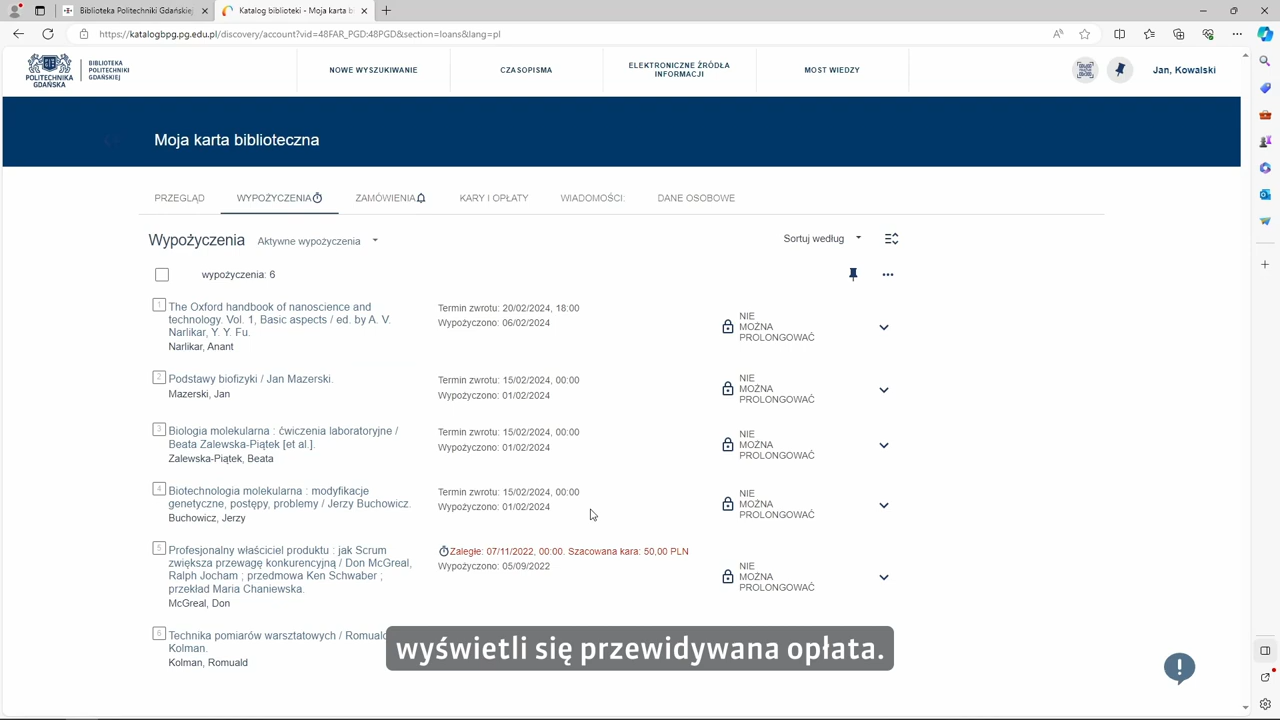 Biblioteka Politechniki Gdańskiej
Katalog biblioteki - Moja karta b
https://katalogbpg.pg.edu.pl/discovery/account?vid=48FAR_PGD:48PGD&section=loans&lang=pl
POLITECHNIKA
GDAŃSKA
BIBLIOTEKA
POLITECHNIKI
GDAŃSKIEJ
NOWE WYSZUKIWANIE
CZASOPISMA
ELEKTRONICZNE ŹRÓDŁA
INFORMACJI
MOST WIEDZY
Jan, Kowalski
Moja karta biblioteczna
PRZEGLĄD
WYPOŻYCZENIA
ZAMÓWIENIA
KARY I OPŁATY
WIADOMOŚCI:
DANE OSOBOWE
Wypożyczenia
Aktywne wypożyczenia
Sortuj według
wypożyczenia: 6
1
The Oxford handbook of nanoscience and
technology. Vol. 1, Basic aspects / ed. by A. V.
Narlikar, Y. Y. Fu.
Narlikar, Anant
Termin zwrotu: 20/02/2024, 18:00
Wypożyczono: 06/02/2024
NIE
MOŻNA
PROLONGOWAĆ
2
Podstawy biofizyki / Jan Mazerski.
Mazerski, Jan
Termin zwrotu: 15/02/2024, 00:00
Wypożyczono: 01/02/2024
NIE
MOŻNA
PROLONGOWAĆ
3
Biologia molekularna : ćwiczenia laboratoryjne /
Beata Zalewska-Piątek [et al.].
Zalewska-Piątek, Beata
Termin zwrotu: 15/02/2024, 00:00
Wypożyczono: 01/02/2024
NIE
MOŻNA
PROLONGOWAĆ
4
Biotechnologia molekularna : modyfikacje
genetyczne, postępy, problemy / Jerzy Buchowicz.
Buchowicz, Jerzy
Termin zwrotu: 15/02/2024, 00:00
Wypożyczono: 01/02/2024
NIE
MOŻNA
PROLONGOWAĆ
5
Profesjonalny właściciel produktu : jak Scrum
zwiększa przewagę konkurencyjną / Don McGreal,
Ralph Jocham ; przedmowa Ken Schwaber ;
przekład Maria Chaniewska.
McGreal, Don
Zaległe: 07/11/2022, 00:00. Szacowana kara: 50,00 PLN
Wypożyczono: 05/09/2022
NIE
MOŻNA
PROLONGOWAĆ
6
Technika pomiarów warsztatowych / Romuald
Kolman.
Kolman, Romuald
wyświetli się przewidywana opłata.